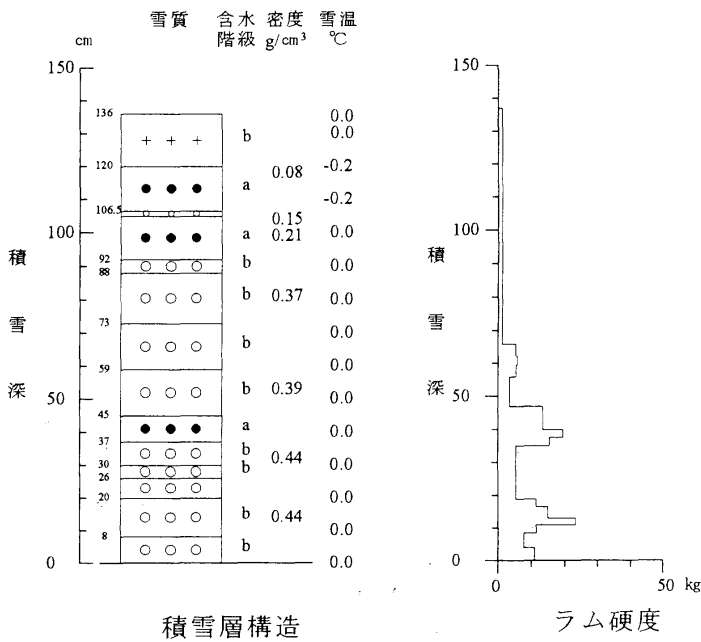 雪質 含水 密度 雪温
階級 g/cm³ ℃
cm
150
136
0.0
0.0
b
120
-0.2
0.08
a
-0.2
106.5
0.15
100
a 0.21 0.0
92
b 0.0
88
b 0.37 0.0
73
0.0
b
59
0.0
b 0.39 0.0
50
45
a 0.0
37
b
0.44
30
b 0.0
26
20
0.0
b 0.44
0.0
8
b
0
0.0
積雪深
積雪層構造
150
100
50
0
積雪深
0 50 kg
ラム硬度